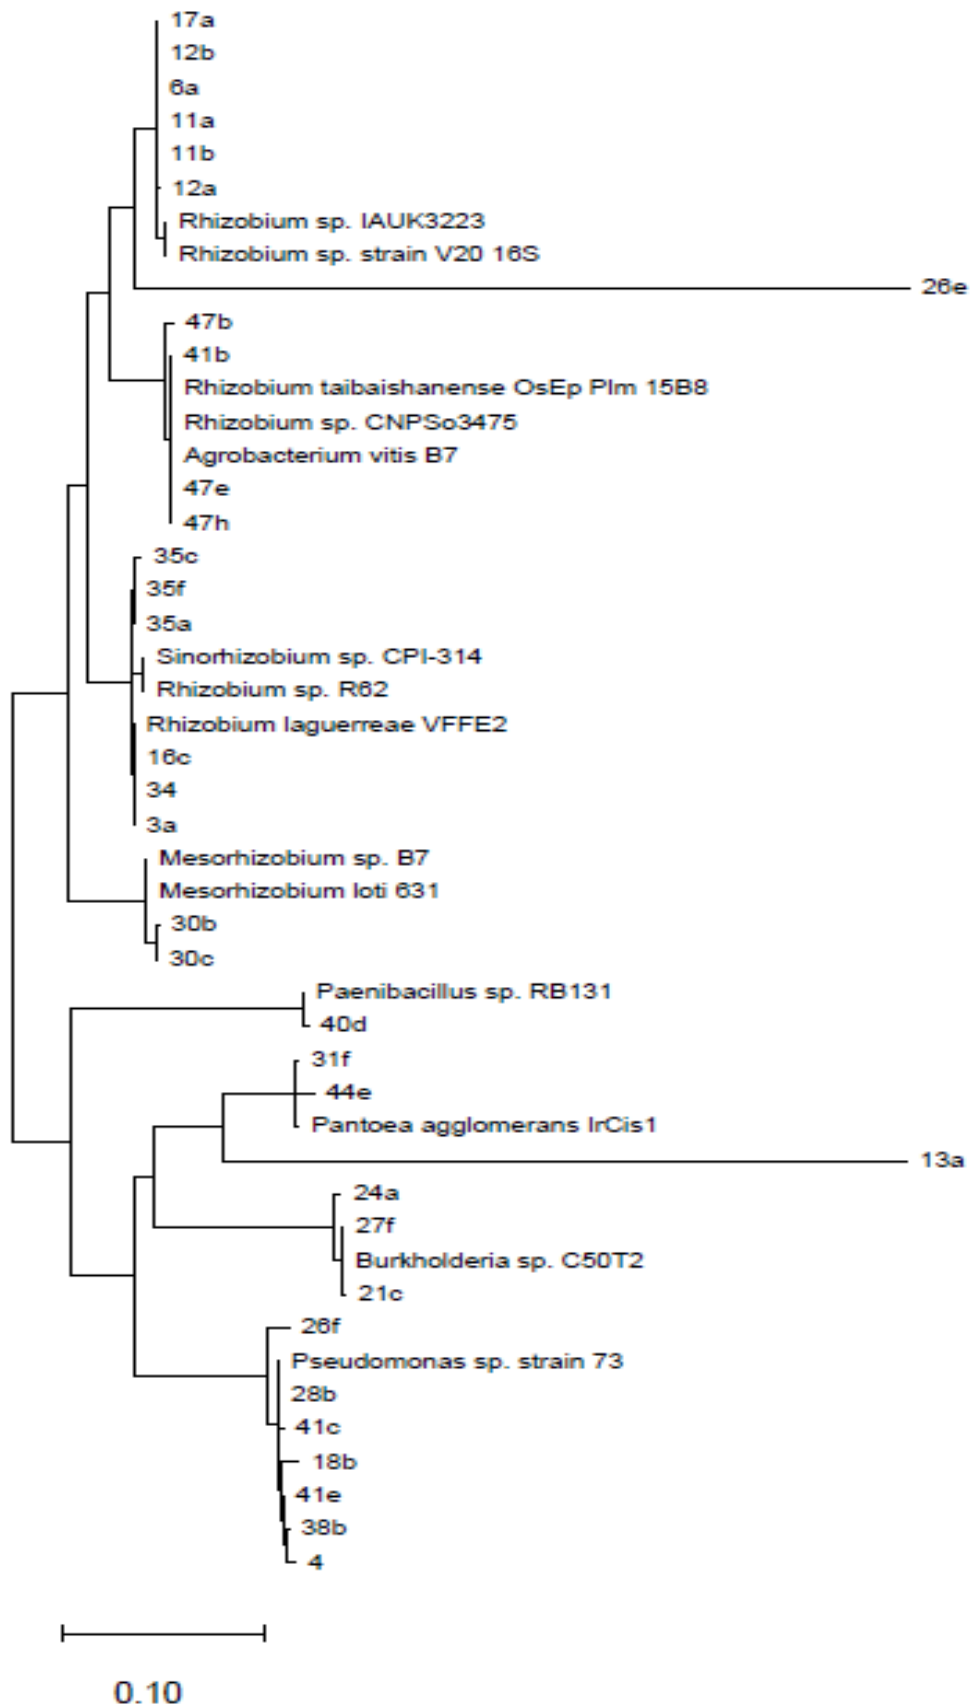 17a
12b
6a
11a
11b
12a
Rhizobium sp. IAUK3223
Rhizobium sp. strain V20 16S
26e
47b
41b
Rhizobium taibaishanense OsEp Plm 15B8
Rhizobium sp. CNPSo3475
Agrobacterium vitis B7
47e
47h
35c
35f
35a
Sinorhizobium sp. CPI-314
Rhizobium sp. R62
Rhizobium laguerreae VFFE2
16c
34
3a
Mesorhizobium sp. B7
Mesorhizobium loti 631
30b
30c
Paenibacillus sp. RB131
40d
31f
44e
Pantoea agglomerans IrCis1
13a
24a
27f
Burkholderia sp. C50T2
21c
26f
Pseudomonas sp. strain 73
28b
41c
18b
41e
38b
4
0.10